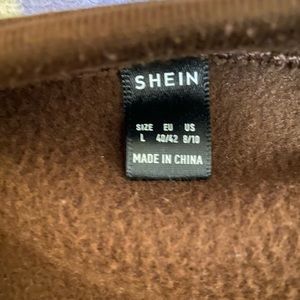 SHEIN
SIZE EU US
L 40/42 8/10
MADE IN CHINA